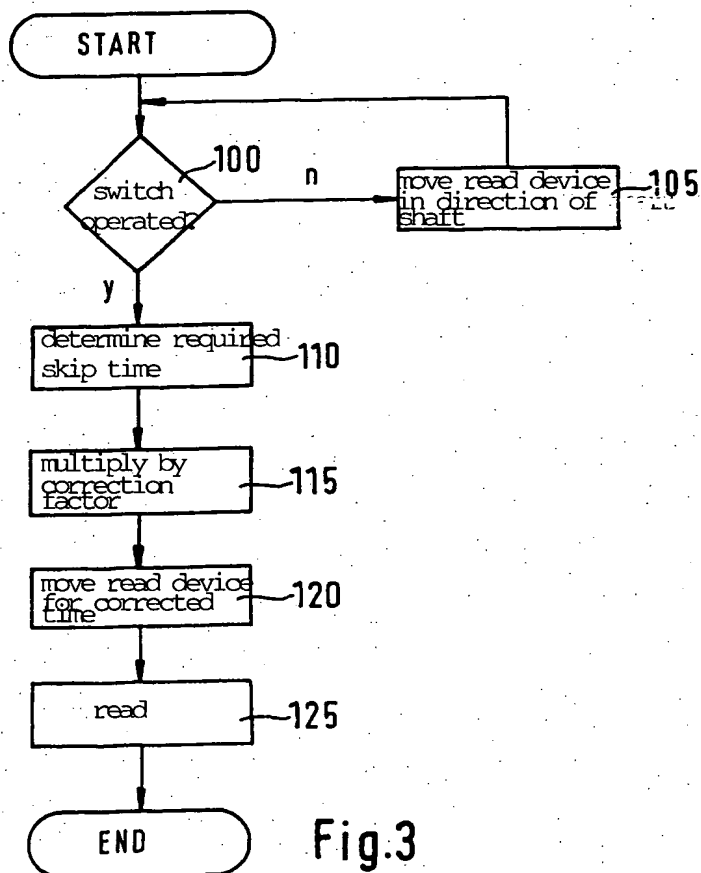 START
100
switch
operated?
n
move read device
in direction of
shaft
105
y
determine required
skip time
110
multiply by
correction
factor
115
move read device
for corrected
time
120
read
125
END
Fig.3